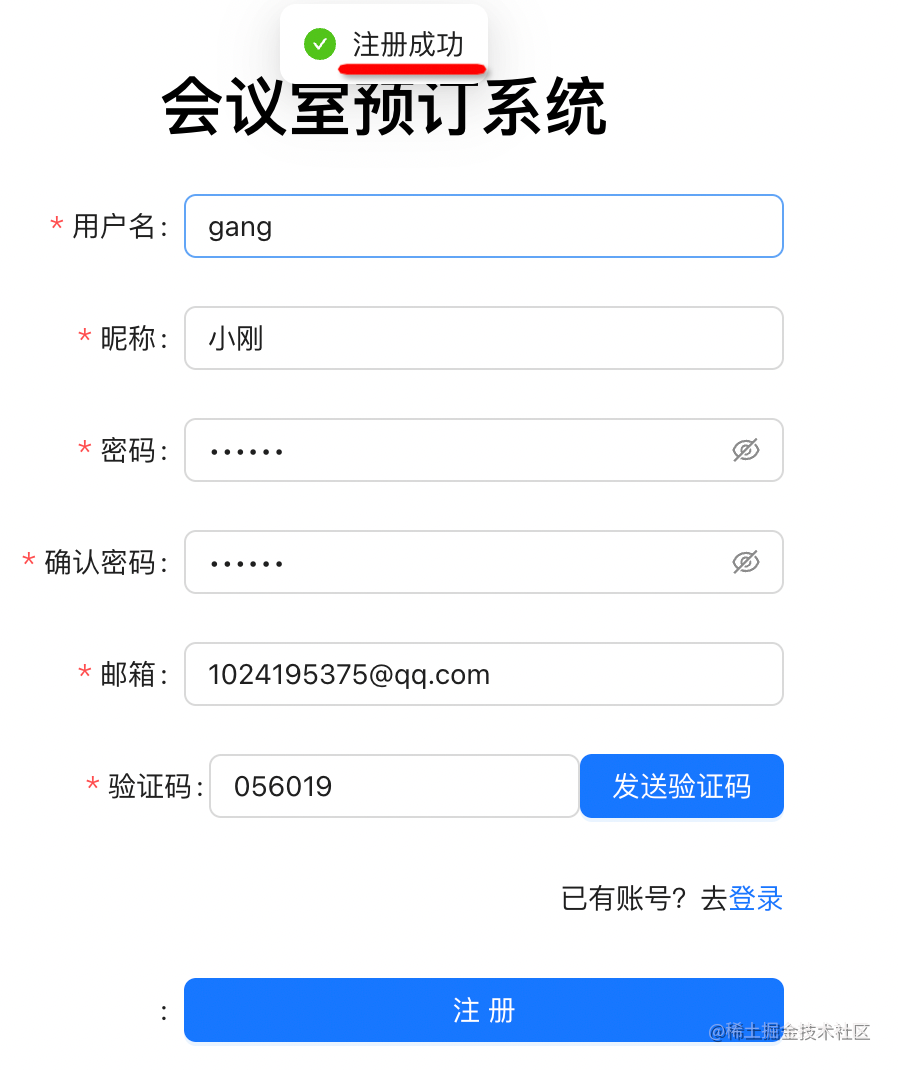 注册成功
会议室预订系统
* 用户名: gang
* 昵称: 小刚
* 密码: ••••••
* 确认密码: ••••••
* 邮箱: 1024195375@qq.com
* 验证码: 056019 发送验证码
已有账号? 去登录
: 注 册
@稀土掘金技术社区